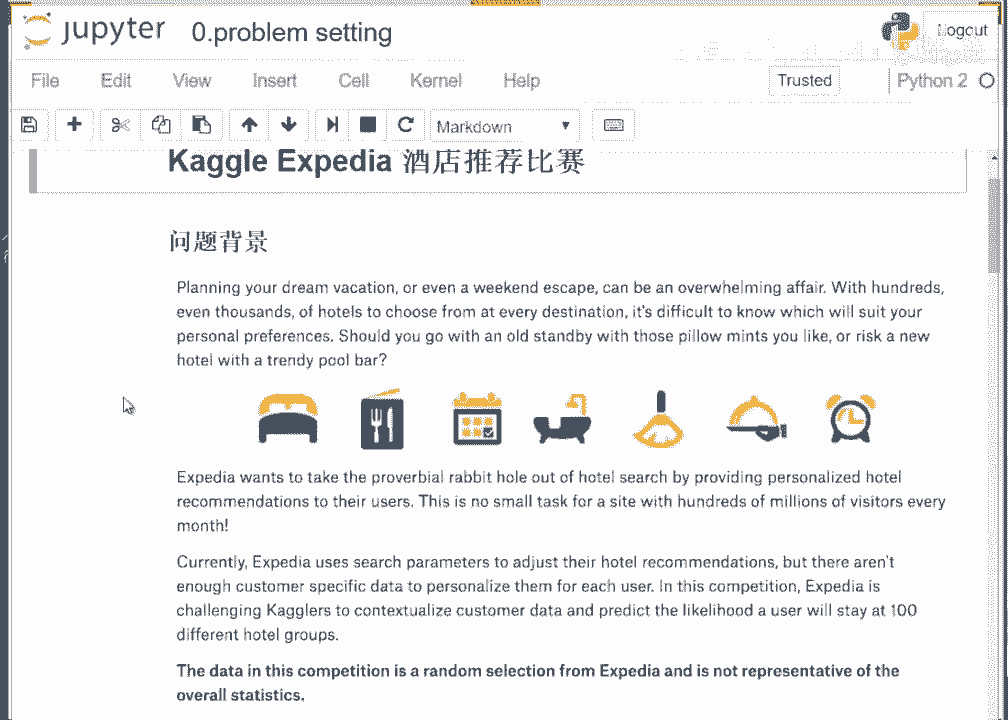 jupyter 0.problem setting Logout
File Edit View Insert Cell Kernel Help Trusted Python 2
Markdown
Kaggle Expedia 酒店推荐比赛
问题背景
Planning your dream vacation, or even a weekend escape, can be an overwhelming affair. With hundreds,
even thousands, of hotels to choose from at every destination, it's difficult to know which will suit your
personal preferences. Should you go with an old standby with those pillow mints you like, or risk a new
hotel with a trendy pool bar?
Expedia wants to take the proverbial rabbit hole out of hotel search by providing personalized hotel
recommendations to their users. This is no small task for a site with hundreds of millions of visitors every
month!
Currently, Expedia uses search parameters to adjust their hotel recommendations, but there aren't
enough customer specific data to personalize them for each user. In this competition, Expedia is
challenging Kagglers to contextualize customer data and predict the likelihood a user will stay at 100
different hotel groups.
The data in this competition is a random selection from Expedia and is not representative of the
overall statistics.